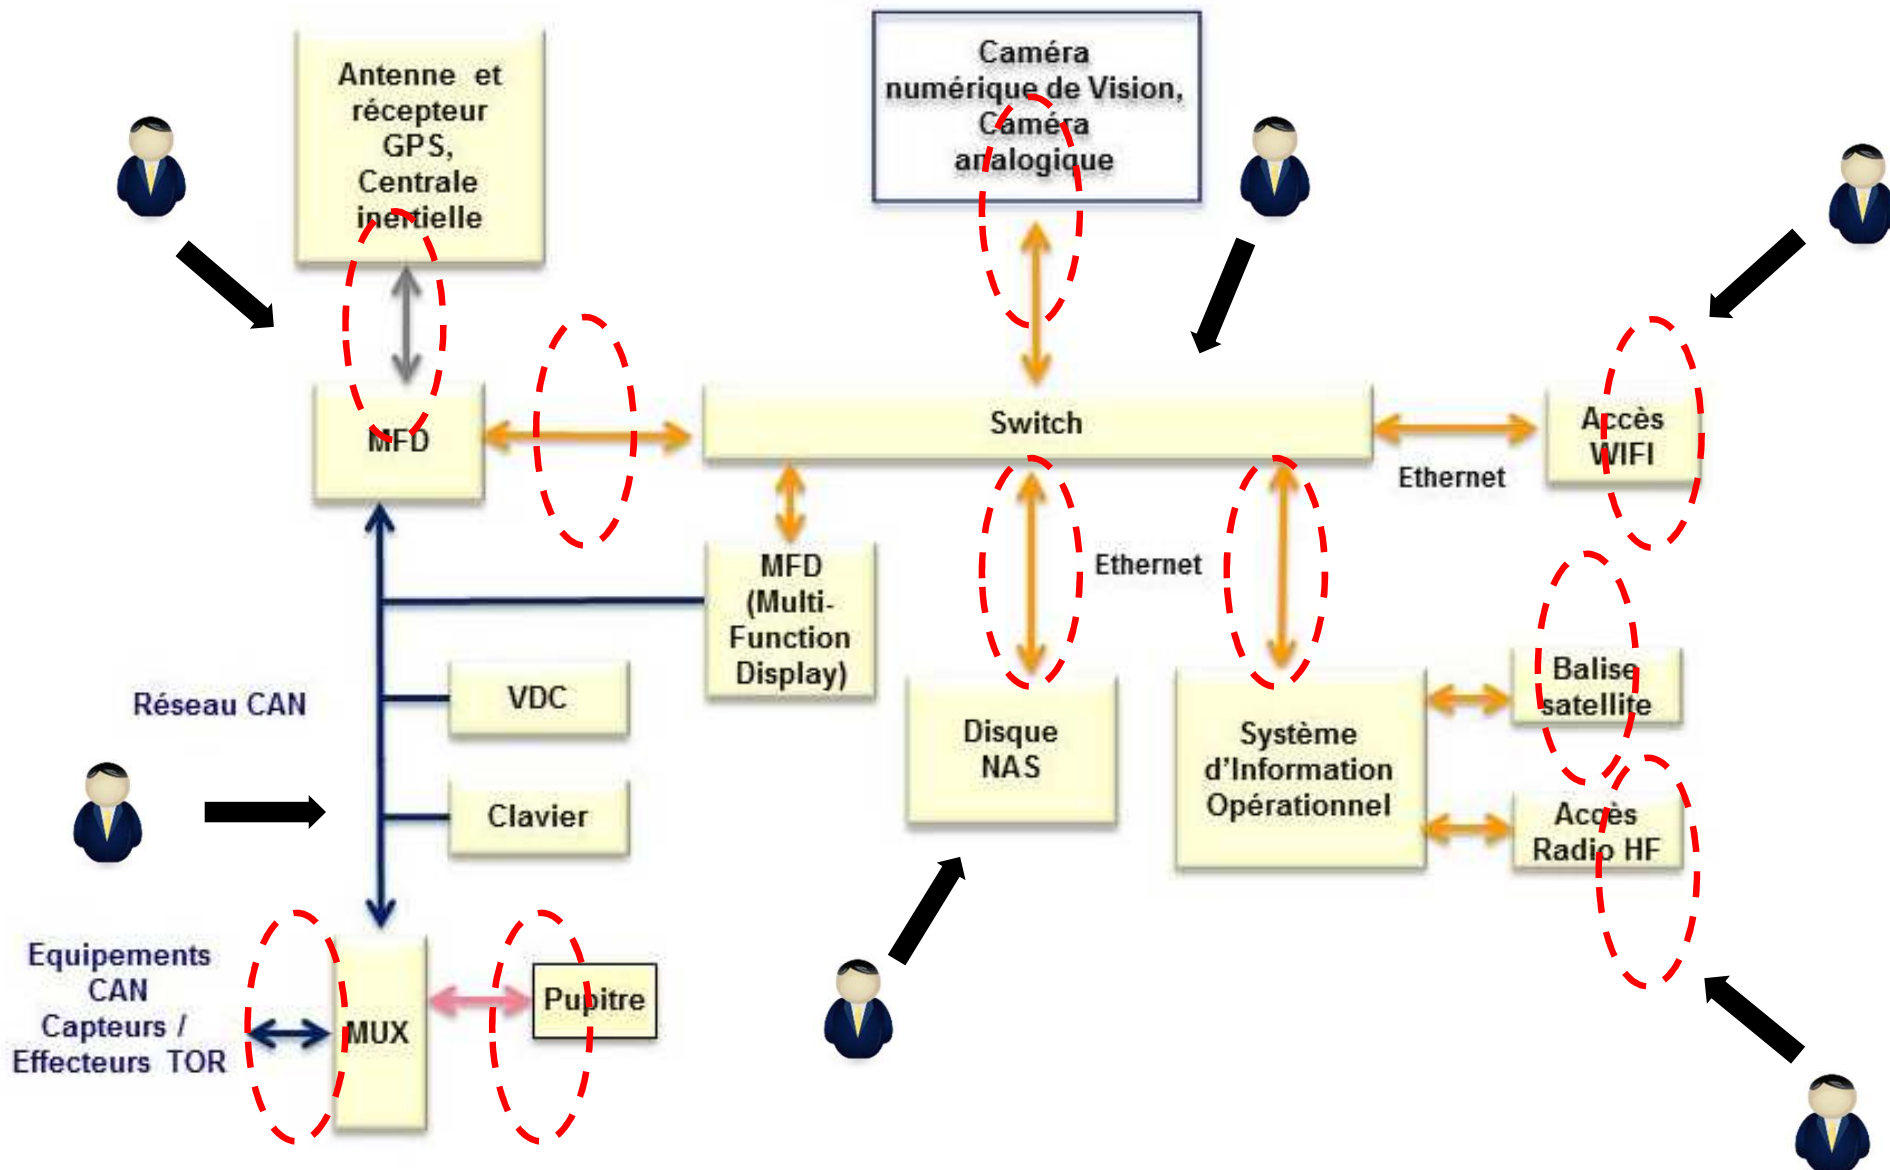 Antenne et
récepteur
GPS,
Centrale
inertielle
Caméra
numérique de Vision,
Caméra
analogique
MFD
Switch
Accès
WIFI
Ethernet
MFD
(Multi-
Function
Display)
Ethernet
Réseau CAN
VDC
Clavier
Disque
NAS
Système
d'Information
Opérationnel
Balise
satellite
Accès
Radio HF
Equipements
CAN
Capteurs /
Effecteurs TOR
MUX
Pupitre